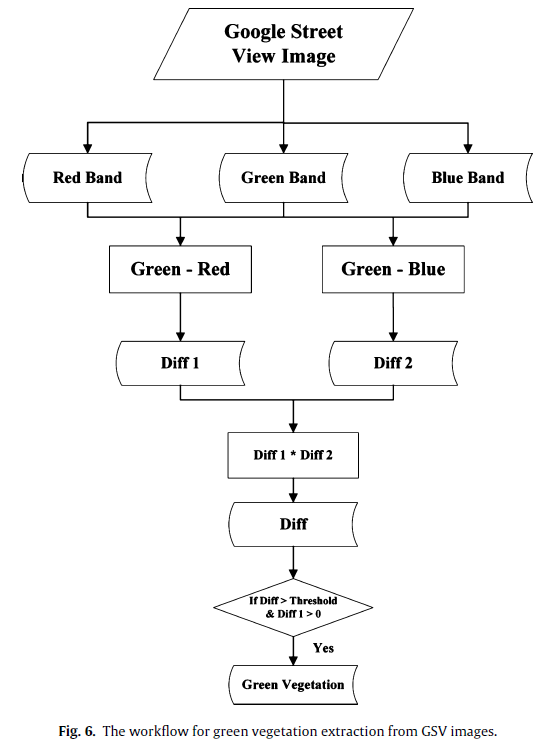 Google Street
View Image
Red Band
Green Band
Blue Band
Green - Red
Green - Blue
Diff 1
Diff 2
Diff 1 * Diff 2
Diff
If Diff > Threshold
& Diff 1 > 0
Yes
Green Vegetation
Fig. 6. The workflow for green vegetation extraction from GSV images.